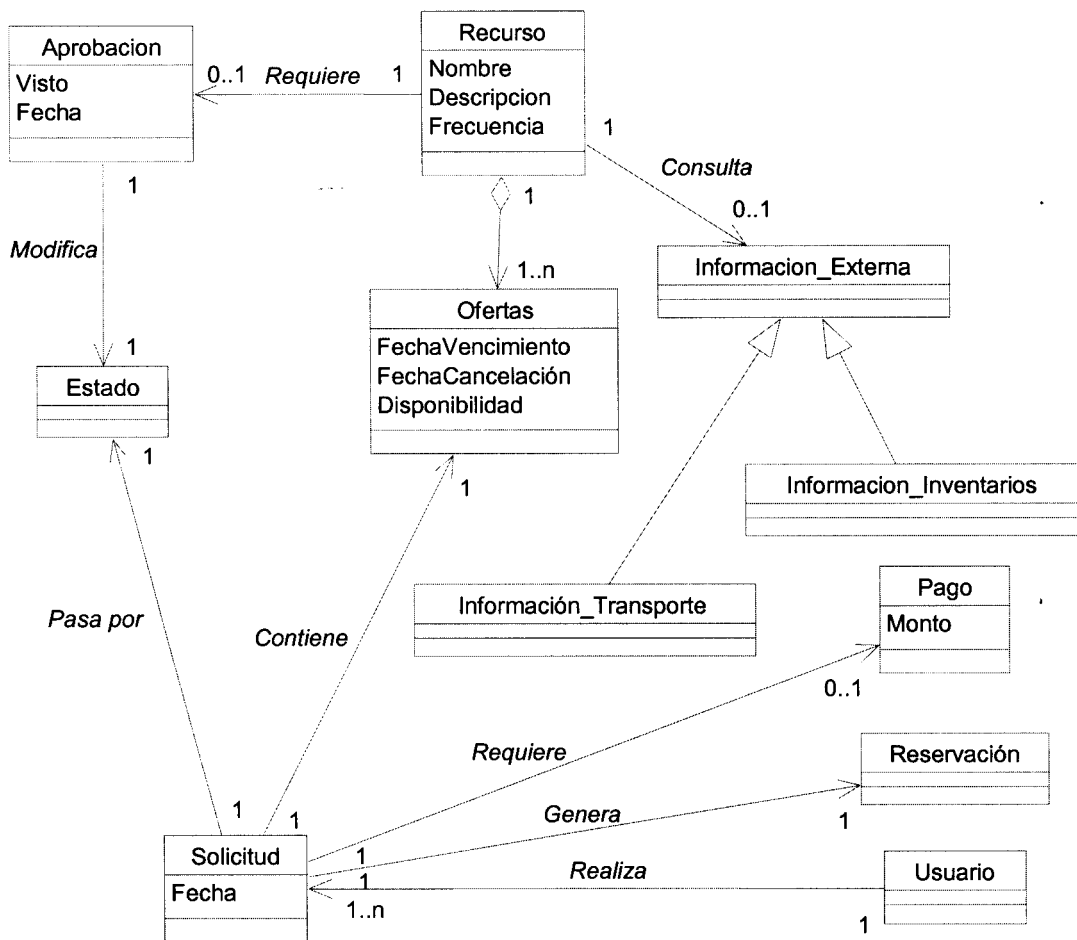 Aprobacion
Visto
Fecha
0..1
Requiere
1
Recurso
Nombre
Descripcion
Frecuencia
1
Consulta
0..1
1
Modifica
1
1
1..n
Informacion_Externa
Ofertas
FechaVencimiento
FechaCancelación
Disponibilidad
Estado
1
1
Informacion_Inventarios
Información_Transporte
Pago
Monto
0..1
Pasa por
Contiene
Requiere
Reservación
Genera
1
1
1
Solicitud
Fecha
1
1
1..n
Realiza
Usuario
1